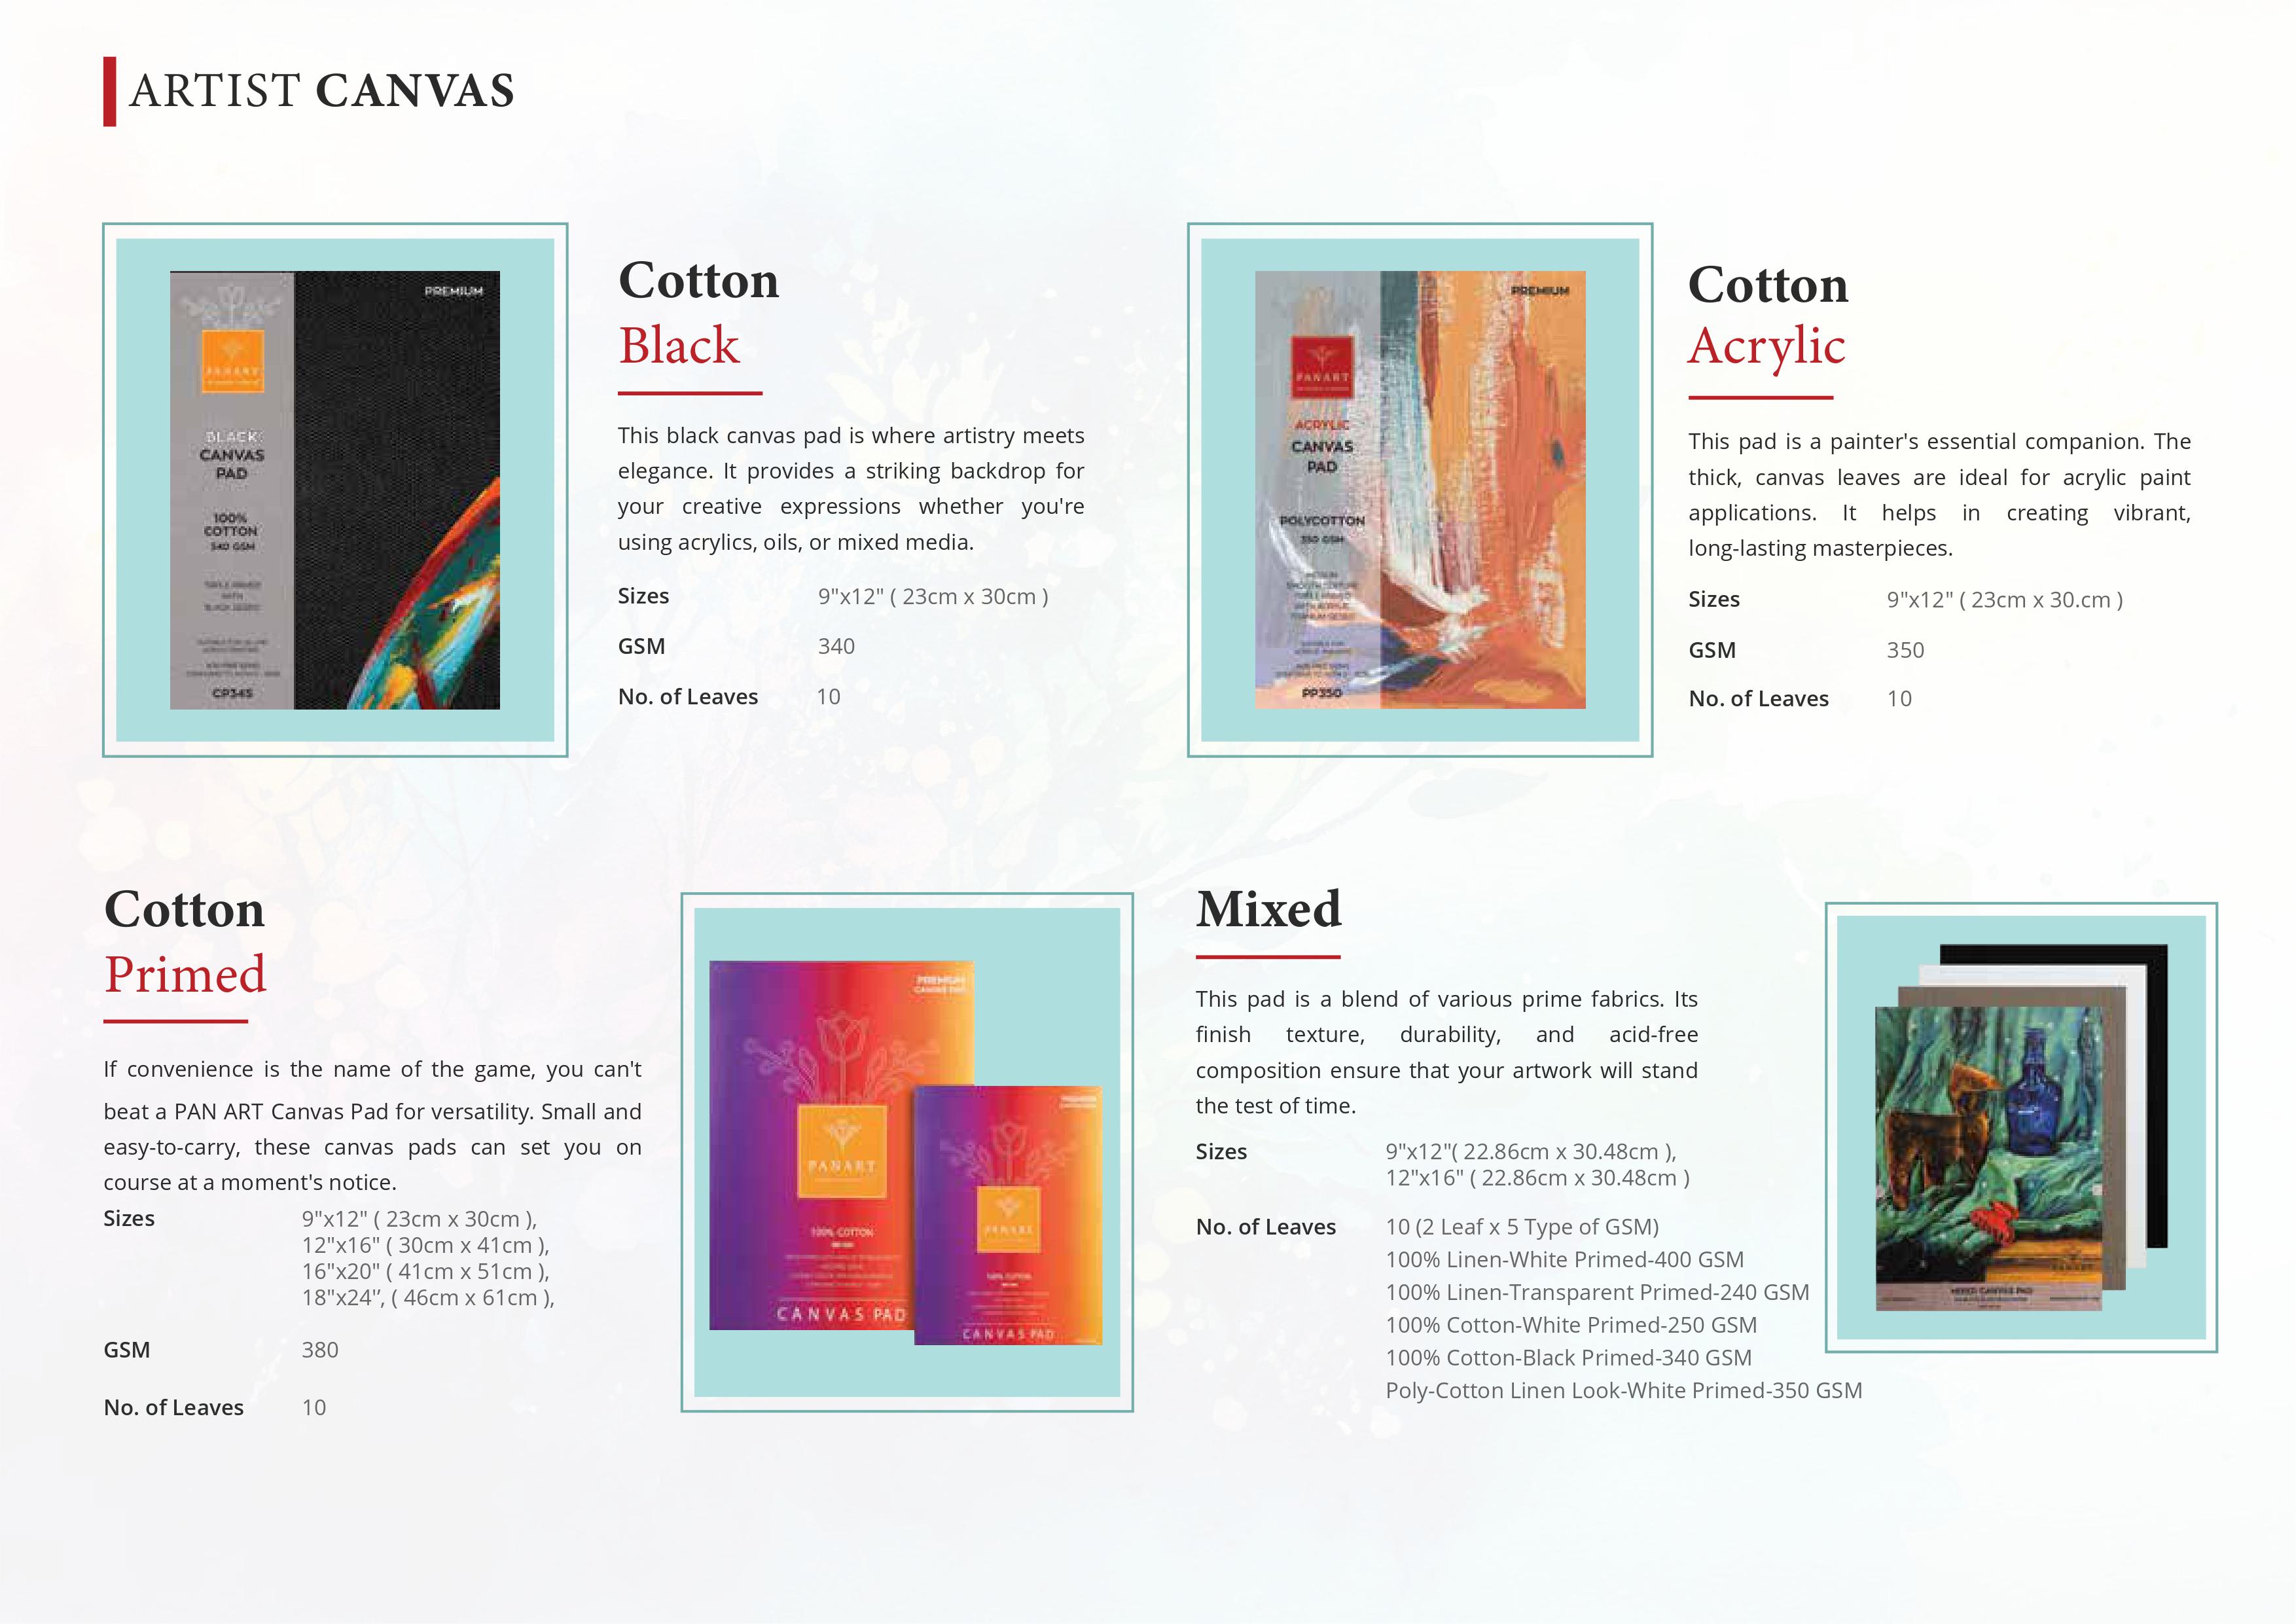 ARTIST CANVAS
PREMIUM
PANART
BLACK
CANVAS
PAD
100%
COTTON
340 GSM
CP345
Cotton
Black
This black canvas pad is where artistry meets
elegance. It provides a striking backdrop for
your creative expressions whether you're
using acrylics, oils, or mixed media.
Sizes 9"x12" ( 23cm x 30cm )
GSM 340
No. of Leaves 10
PREMIUM
PANART
ACRYLIC
CANVAS
PAD
POLYCOTTON
350 GSM
PP350
Cotton
Acrylic
This pad is a painter's essential companion. The
thick, canvas leaves are ideal for acrylic paint
applications. It helps in creating vibrant,
long-lasting masterpieces.
Sizes 9"x12" ( 23cm x 30.cm )
GSM 350
No. of Leaves 10
Cotton
Primed
If convenience is the name of the game, you can't
beat a PAN ART Canvas Pad for versatility. Small and
easy-to-carry, these canvas pads can set you on
course at a moment's notice.
Sizes 9"x12" ( 23cm x 30cm ),
12"x16" ( 30cm x 41cm ),
16"x20" ( 41cm x 51cm ),
18"x24’’, ( 46cm x 61cm ),
GSM 380
No. of Leaves 10
PREMIUM
PANART
100% COTTON
CANVAS PAD
PANART
CANVAS PAD
Mixed
This pad is a blend of various prime fabrics. Its
finish texture, durability, and acid-free
composition ensure that your artwork will stand
the test of time.
Sizes 9"x12"( 22.86cm x 30.48cm ),
12"x16" ( 22.86cm x 30.48cm )
No. of Leaves 10 (2 Leaf x 5 Type of GSM)
100% Linen-White Primed-400 GSM
100% Linen-Transparent Primed-240 GSM
100% Cotton-White Primed-250 GSM
100% Cotton-Black Primed-340 GSM
Poly-Cotton Linen Look-White Primed-350 GSM
MIXED CANVAS PAD